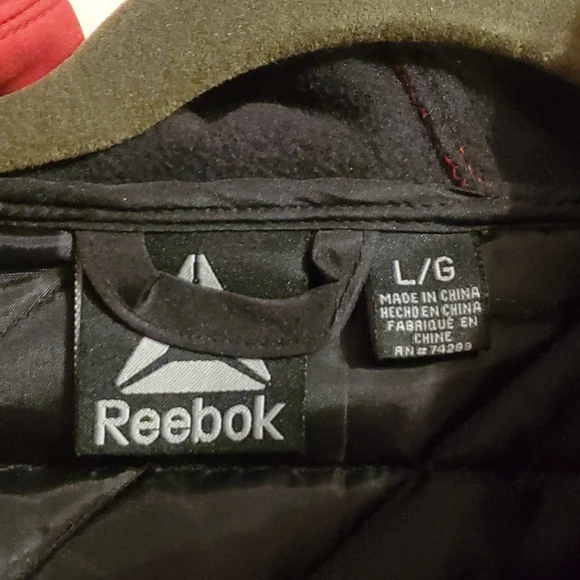 Reebok
L/G
MADE IN CHINA
HECHO EN CHINA
FABRIQUÉ EN
CHINE
RN# 74299